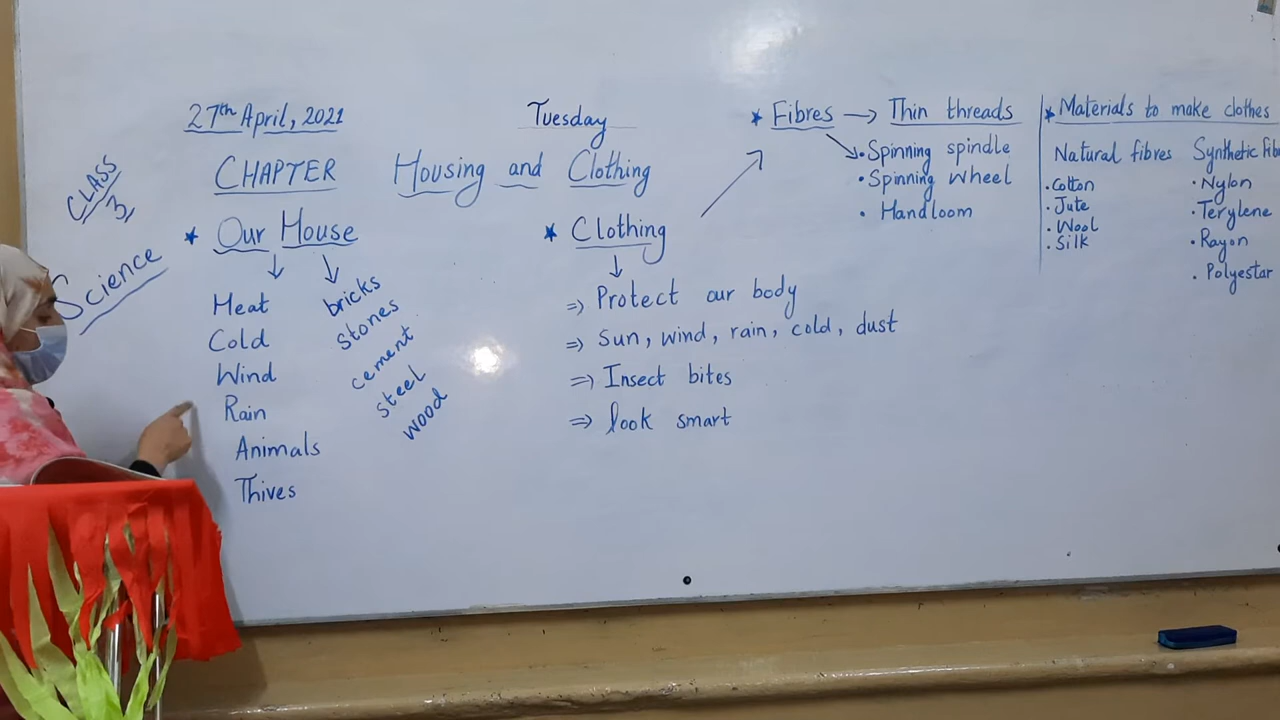 27th April, 2021
Tuesday
CLASS
3
Science
CHAPTER Housing and Clothing
* Our House
Heat
Cold
Wind
Rain
Animals
Thives
bricks
stones
cement
steel
wood
* Clothing
⇒ Protect our body
⇒ Sun, wind, rain, cold, dust
⇒ Insect bites
⇒ look smart
* Fibres → Thin threads
• Spinning spindle
• Spinning wheel
• Handloom
* Materials to make clothes
Natural fibres
• Cotton
• Jute
• Wool
• Silk
Synthetic Fib
• Nylon
• Terylene
• Rayon
• Polyestar